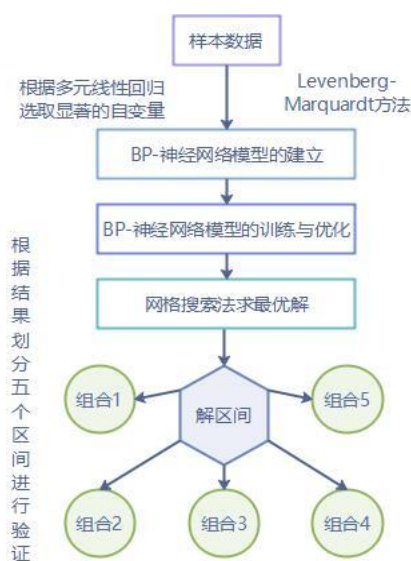 样本数据
根据多元线性回归
选取显著的自变量
Levenberg-
Marquardt方法
BP-神经网络模型的建立
BP-神经网络模型的训练与优化
网格搜索法求最优解
根据结果划分五个区间进行验证
组合1
解区间
组合5
组合2
组合3
组合4